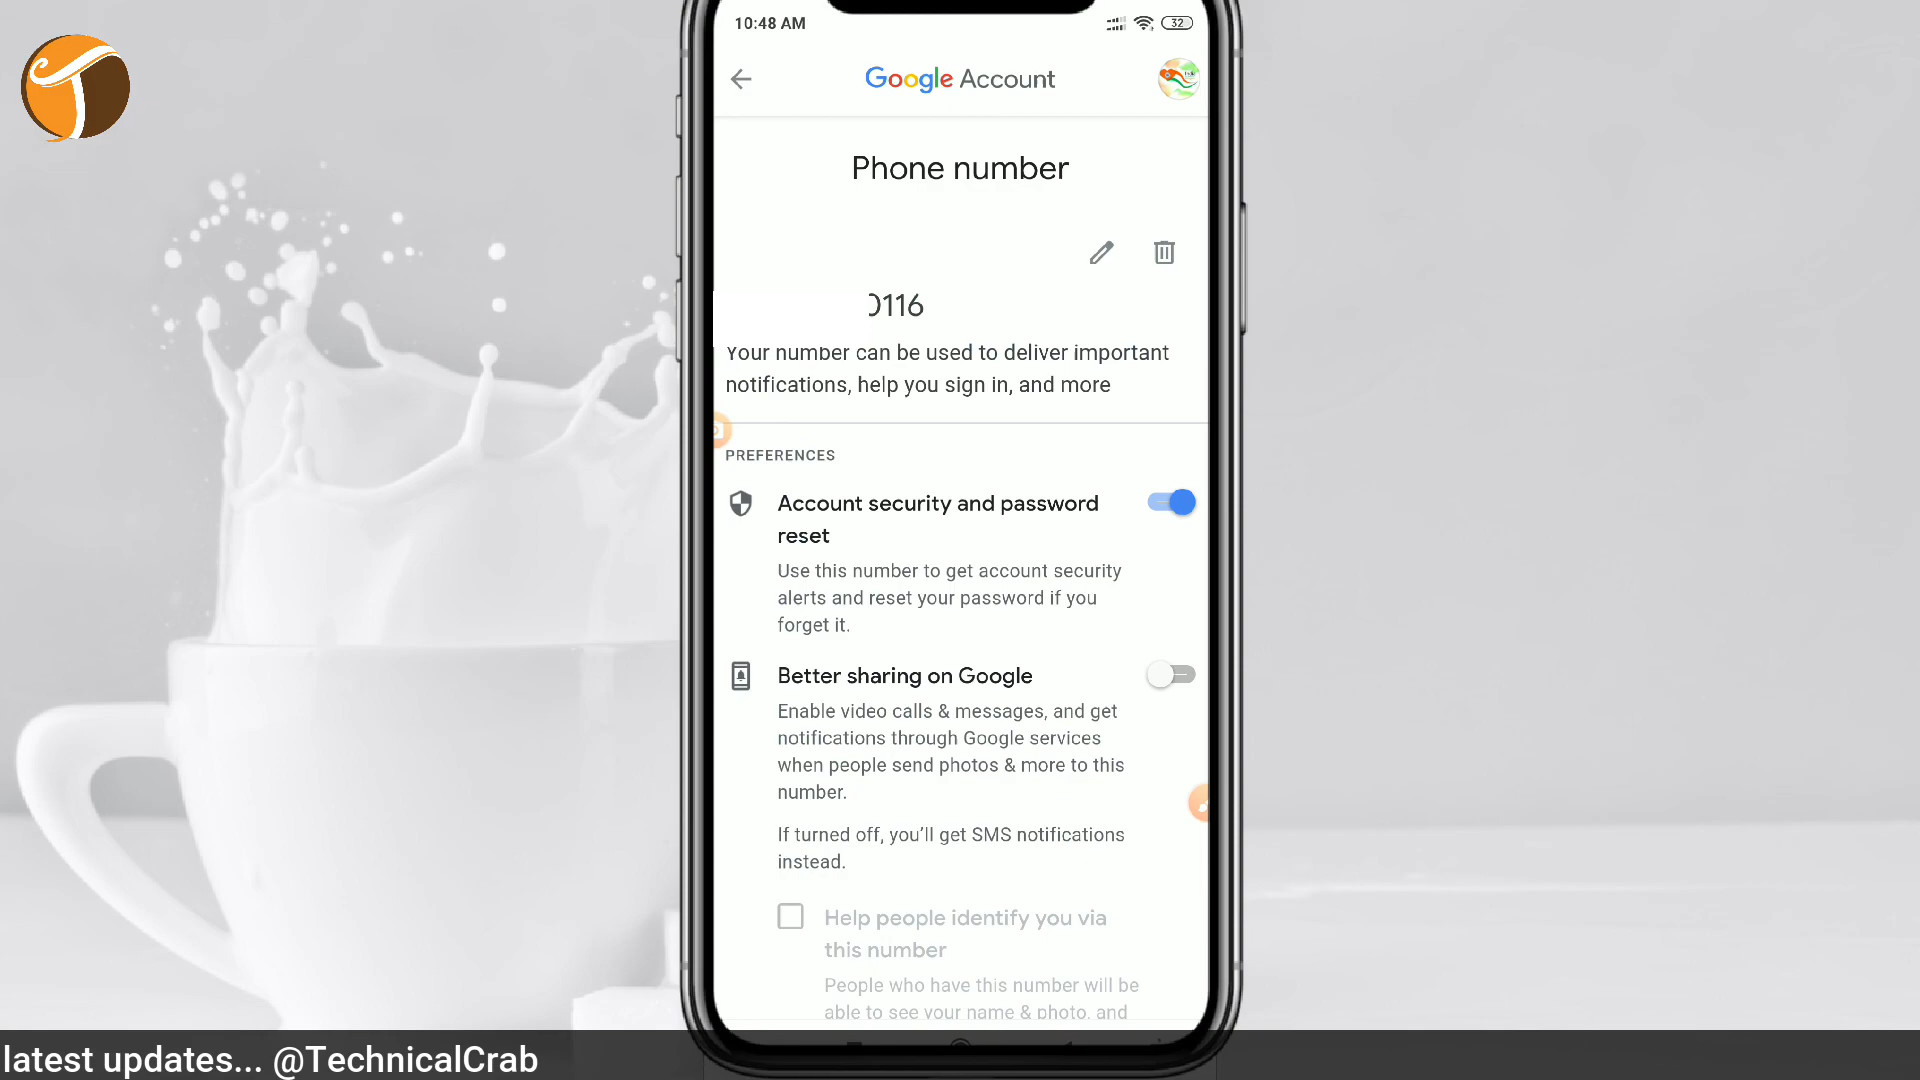 10:48 AM
32
Google Account
Phone number
0116
Your number can be used to deliver important
notifications, help you sign in, and more
PREFERENCES
Account security and password
reset
Use this number to get account security
alerts and reset your password if you
forget it.
Better sharing on Google
Enable video calls & messages, and get
notifications through Google services
when people send photos & more to this
number.
If turned off, you’ll get SMS notifications
instead.
Help people identify you via
this number
People who have this number will be
able to see your name & photo, and
latest updates... @TechnicalCrab